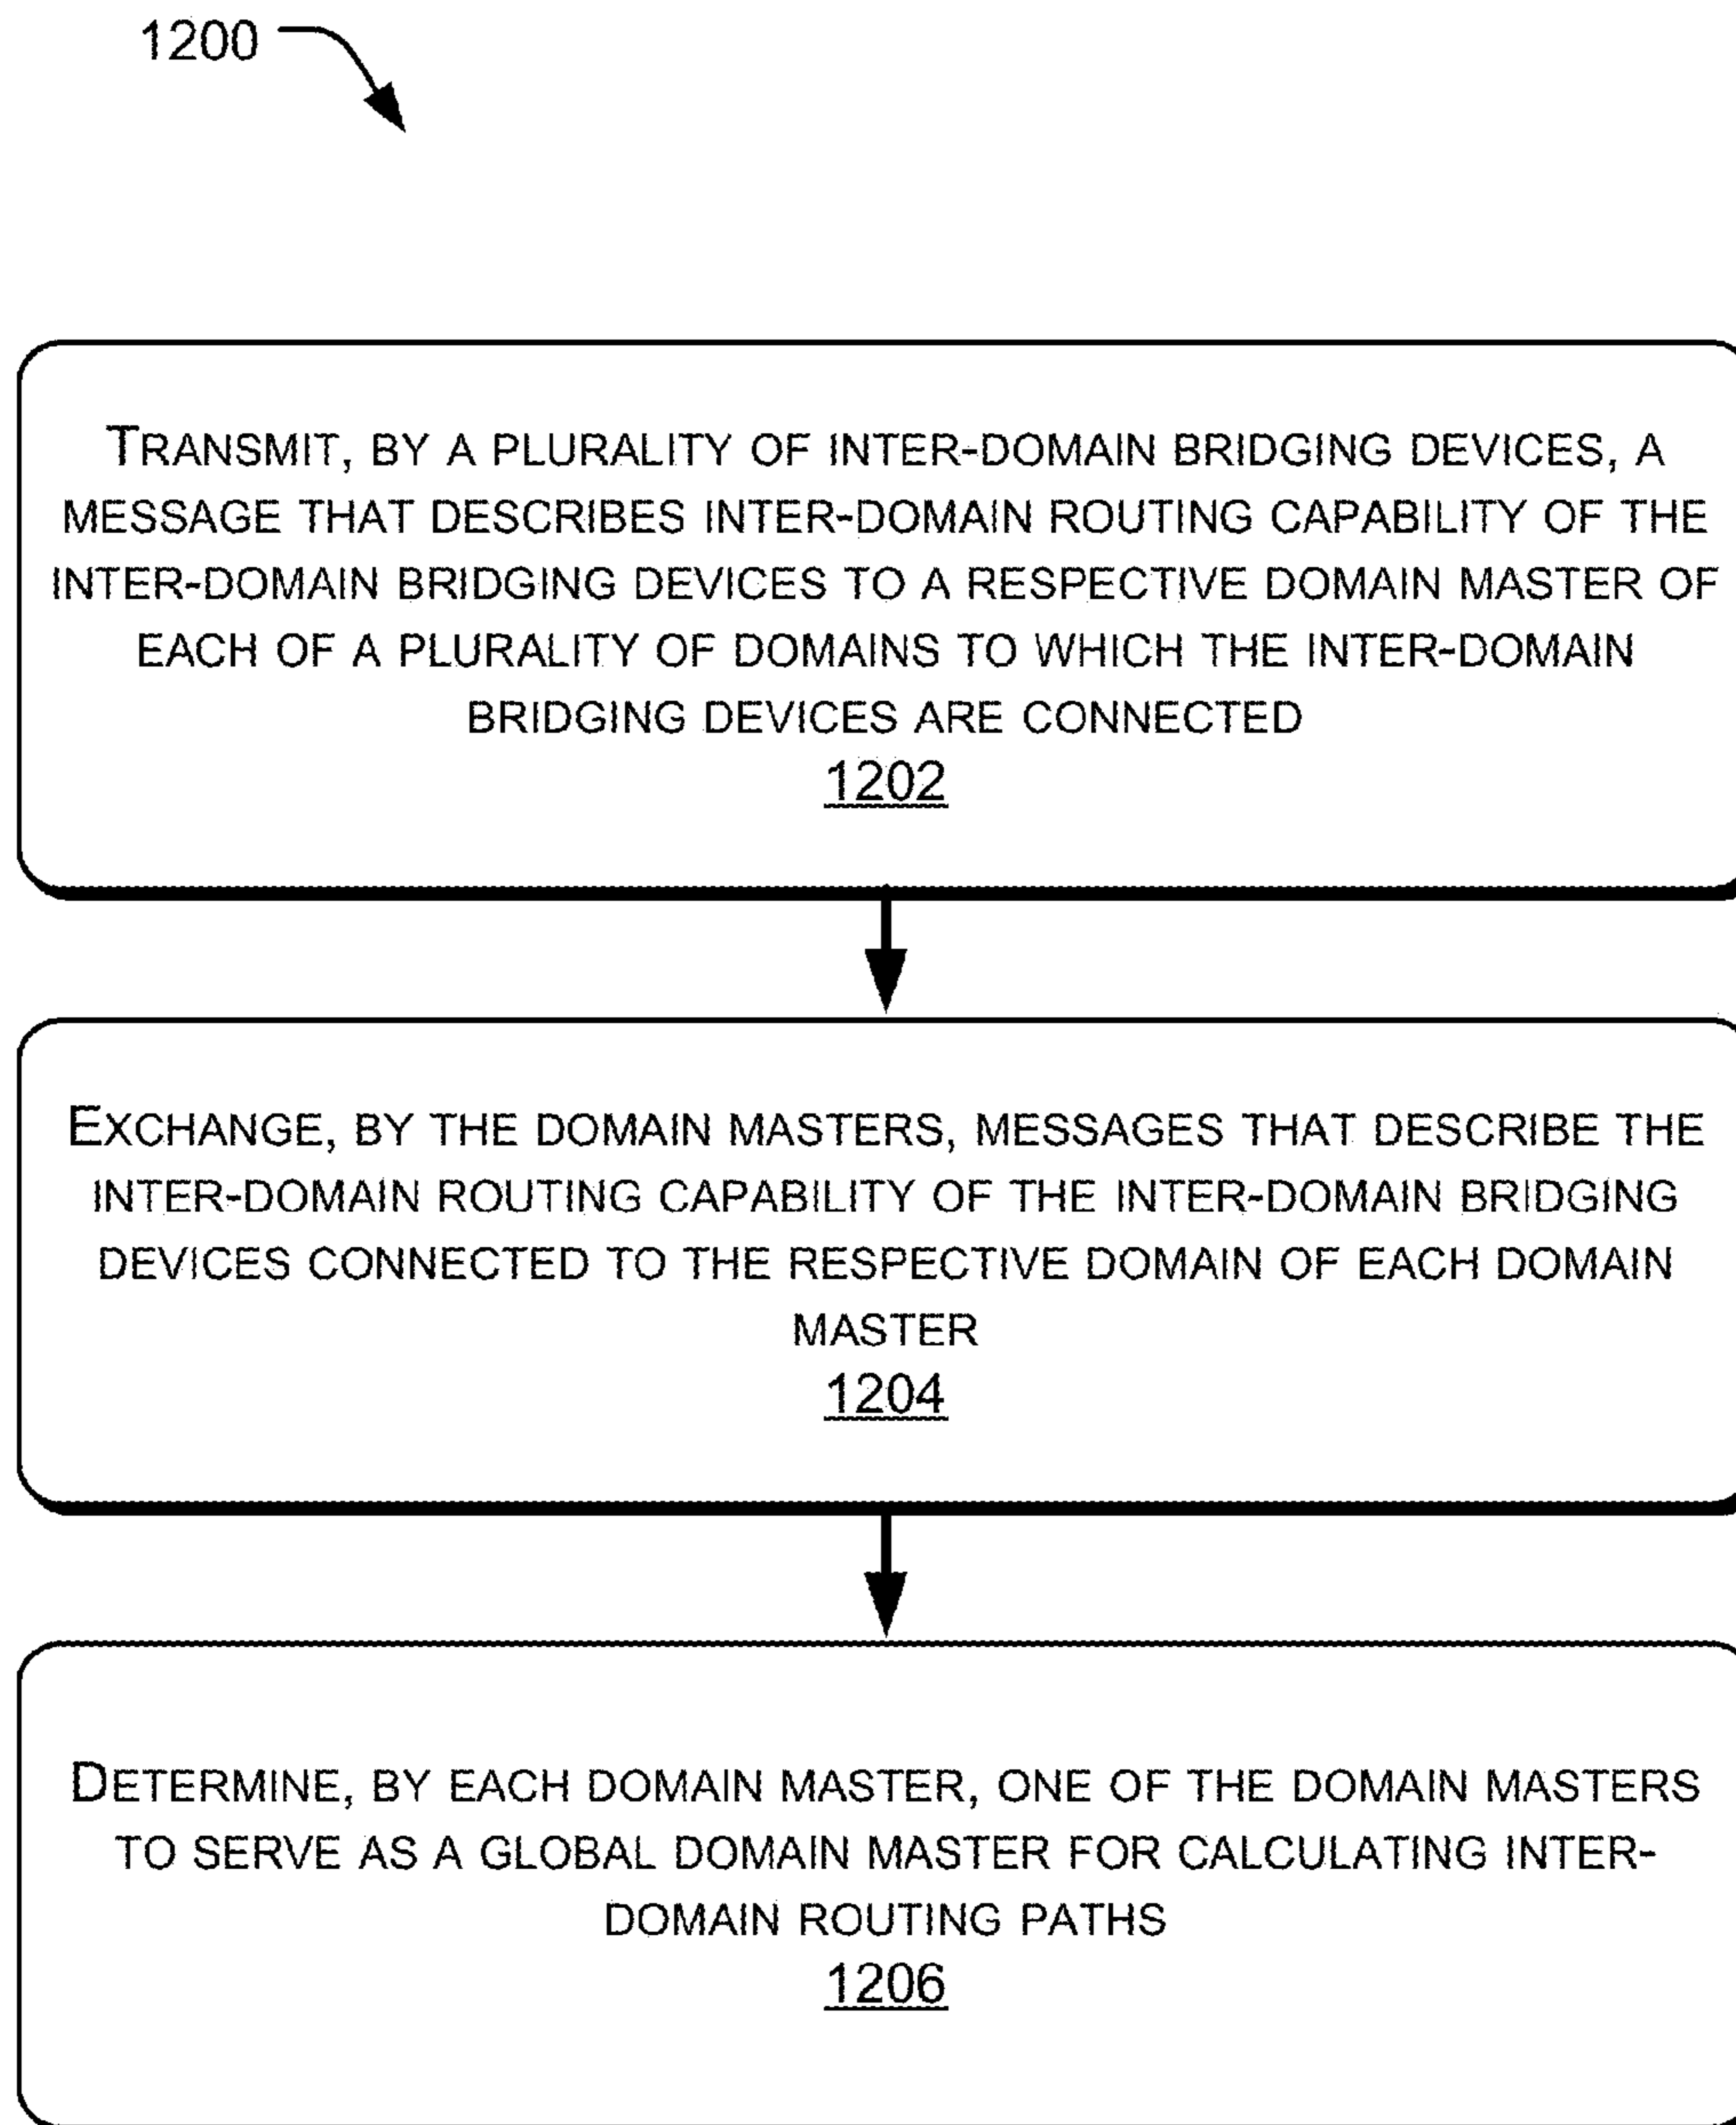 1200
TRANSMIT, BY A PLURALITY OF INTER-DOMAIN BRIDGING DEVICES, A
MESSAGE THAT DESCRIBES INTER-DOMAIN ROUTING CAPABILITY OF THE
INTER-DOMAIN BRIDGING DEVICES TO A RESPECTIVE DOMAIN MASTER OF
EACH OF A PLURALITY OF DOMAINS TO WHICH THE INTER-DOMAIN
BRIDGING DEVICES ARE CONNECTED
1202
EXCHANGE, BY THE DOMAIN MASTERS, MESSAGES THAT DESCRIBE THE
INTER-DOMAIN ROUTING CAPABILITY OF THE INTER-DOMAIN BRIDGING
DEVICES CONNECTED TO THE RESPECTIVE DOMAIN OF EACH DOMAIN
MASTER
1204
DETERMINE, BY EACH DOMAIN MASTER, ONE OF THE DOMAIN MASTERS
TO SERVE AS A GLOBAL DOMAIN MASTER FOR CALCULATING INTER-
DOMAIN ROUTING PATHS
1206